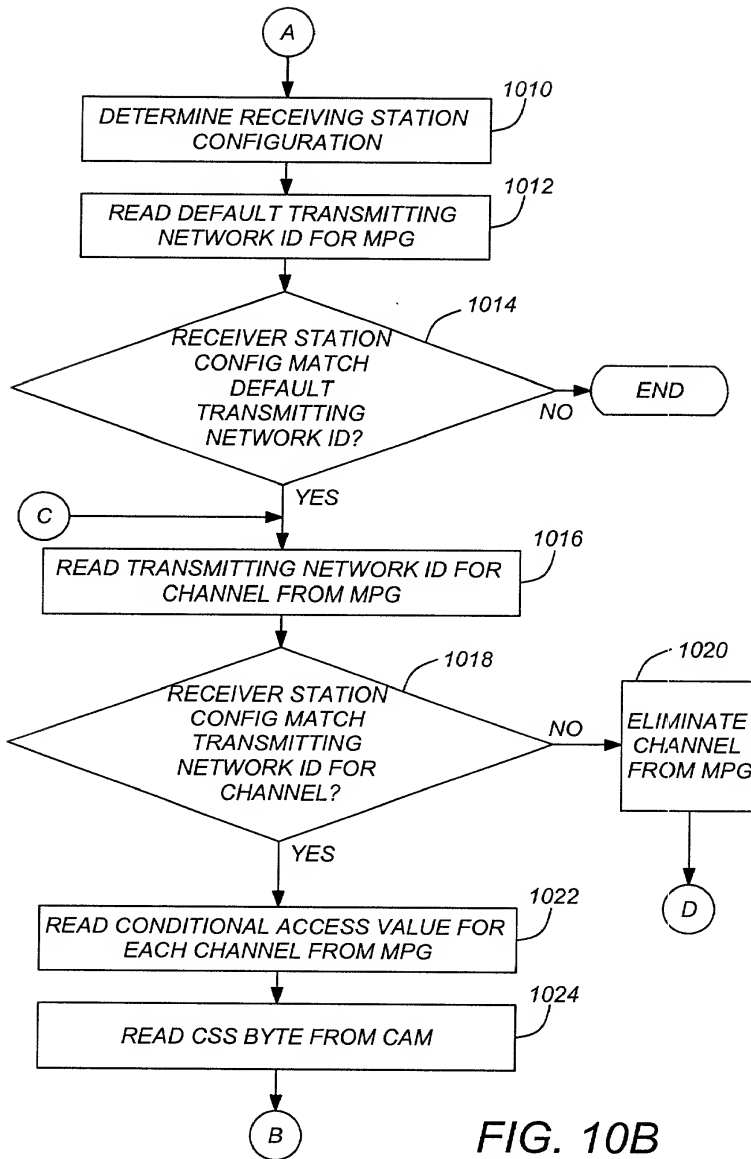 A
1010
DETERMINE RECEIVING STATION
CONFIGURATION
1012
READ DEFAULT TRANSMITTING
NETWORK ID FOR MPG
1014
RECEIVER STATION
CONFIG MATCH
DEFAULT
TRANSMITTING
NETWORK ID?
NO
END
YES
C
1016
READ TRANSMITTING NETWORK ID FOR
CHANNEL FROM MPG
1018
RECEIVER STATION
CONFIG MATCH
TRANSMITTING
NETWORK ID FOR
CHANNEL?
NO
1020
ELIMINATE
CHANNEL
FROM MPG
YES
D
1022
READ CONDITIONAL ACCESS VALUE FOR
EACH CHANNEL FROM MPG
1024
READ CSS BYTE FROM CAM
B
FIG. 10B